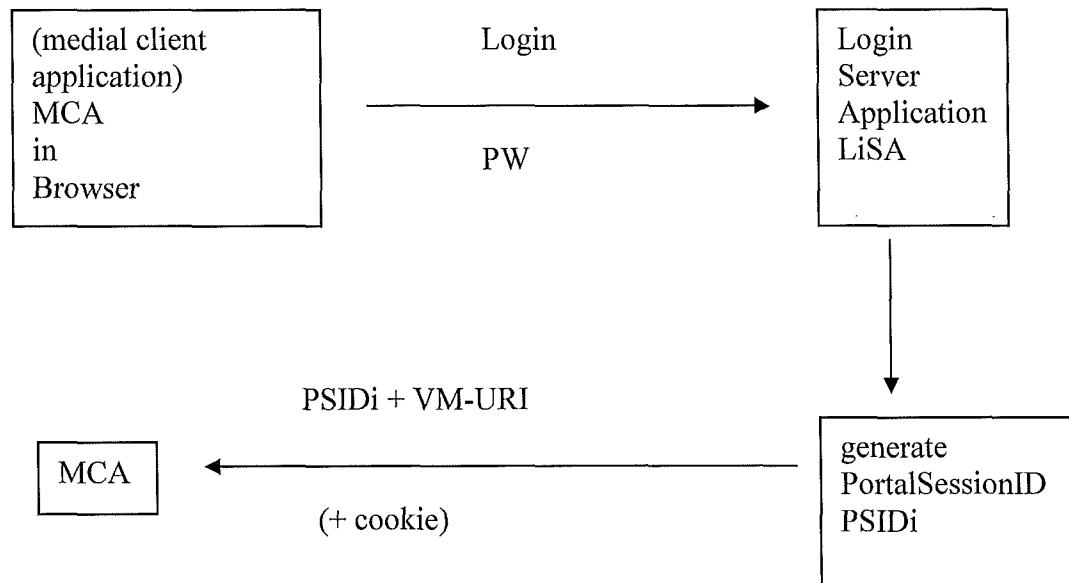 (medial client
application)
MCA
in
Browser
Login
PW
Login
Server
Application
LiSA
PSIDi + VM-URI
(+ cookie)
MCA
generate
PortalSessionID
PSIDi